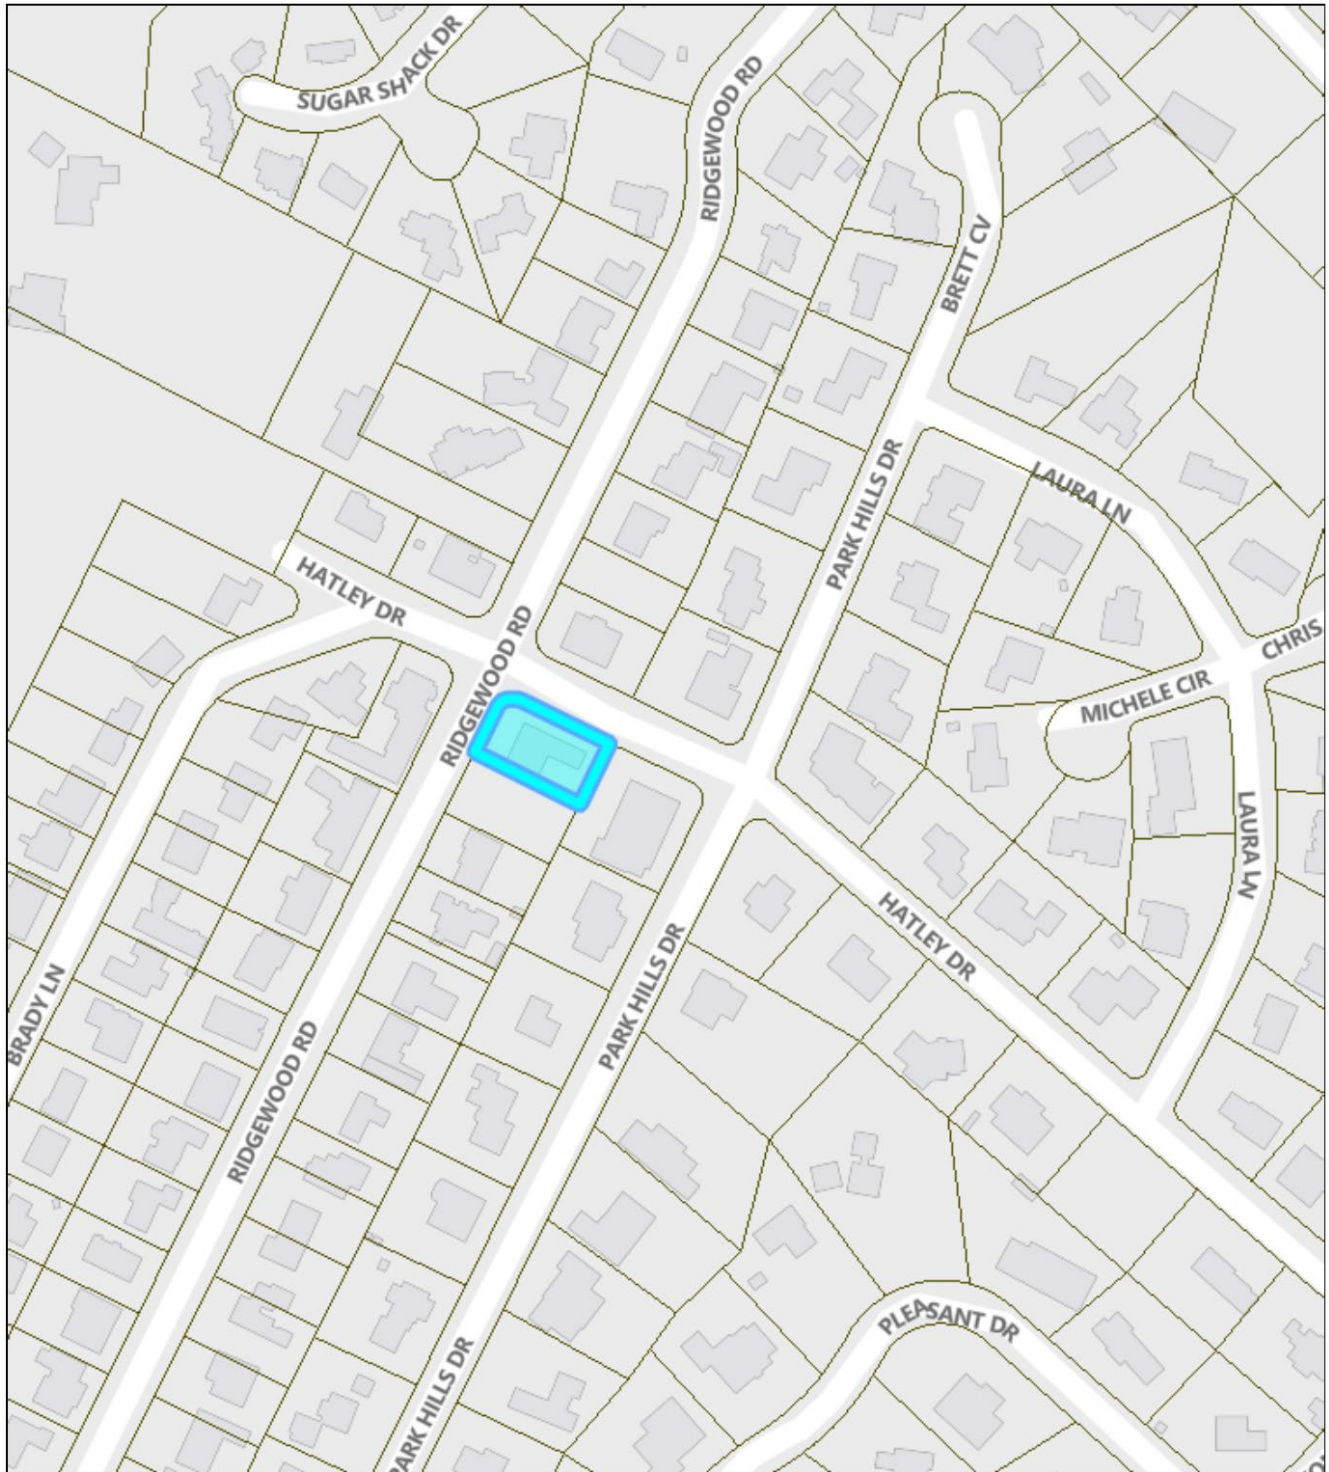 SUGAR SHACK DR
RIDGEWOOD RD
BRETT CV
LAURA LN
PARK HILLS DR
HATLEY DR
RIDGEWOOD RD
CHRIS
MICHELE CIR
LAURA LN
HATLEY DR
PARK HILLS DR
BRADY LN
RIDGEWOOD RD
PLEASANT DR
PARK HILLS DR